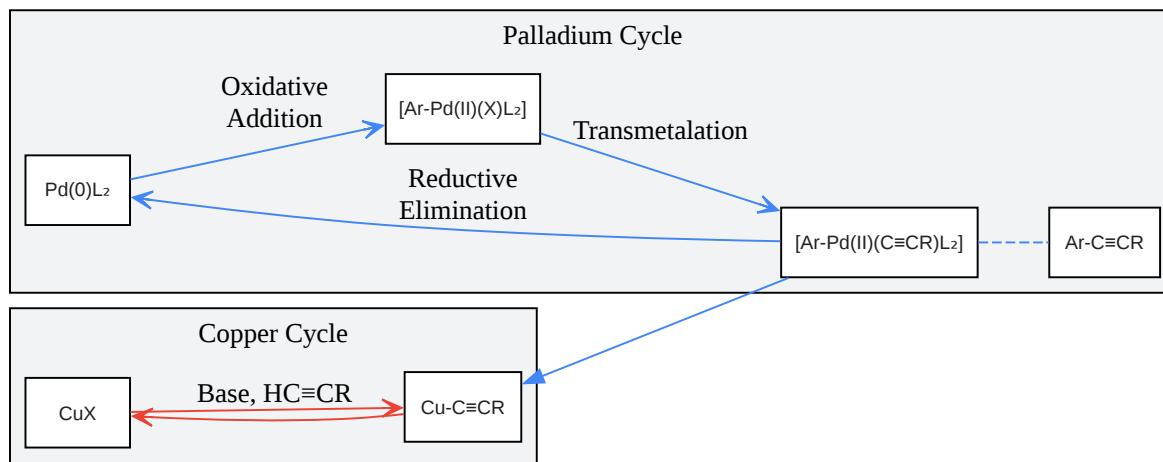 Palladium Cycle
Oxidative
Addition
[Ar-Pd(II)(X)L₂]
Transmetalation
Pd(0)L₂
Reductive
Elimination
[Ar-Pd(II)(C≡CR)L₂]
Ar-C≡CR
Copper Cycle
CuX
Base, HC≡CR
Cu-C≡CR